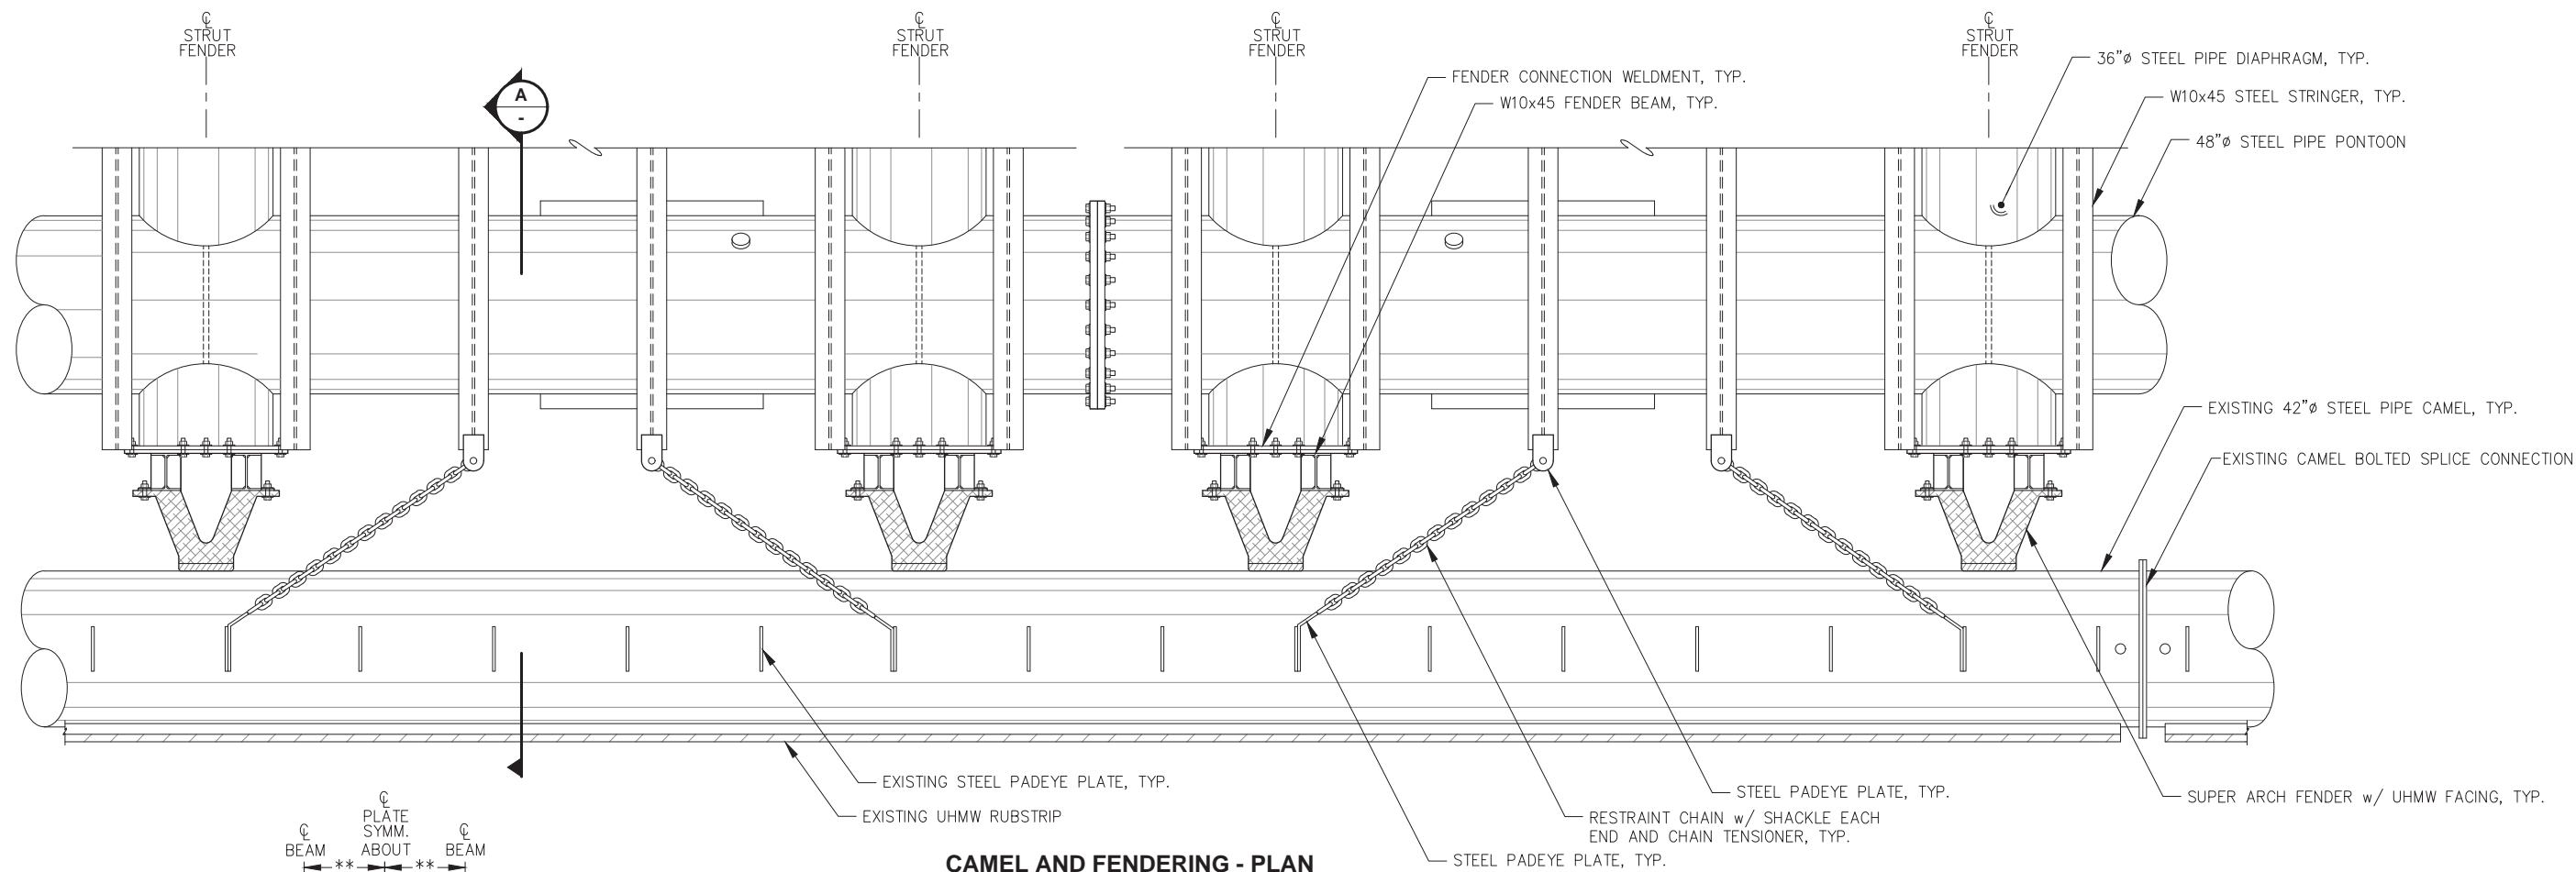 ℄
STRUT
FENDER
℄
STRUT
FENDER
℄
STRUT
FENDER
℄
STRUT
FENDER
36"ø STEEL PIPE DIAPHRAGM, TYP.
FENDER CONNECTION WELDMENT, TYP.
W10x45 STEEL STRINGER, TYP.
A
-
W10x45 FENDER BEAM, TYP.
48"ø STEEL PIPE PONTOON
EXISTING 42"ø STEEL PIPE CAMEL, TYP.
EXISTING CAMEL BOLTED SPLICE CONNECTION
EXISTING STEEL PADEYE PLATE, TYP.
STEEL PADEYE PLATE, TYP.
SUPER ARCH FENDER w/ UHMW FACING, TYP.
EXISTING UHMW RUBSTRIP
RESTRAINT CHAIN w/ SHACKLE EACH
END AND CHAIN TENSIONER, TYP.
STEEL PADEYE PLATE, TYP.
℄
PLATE
SYMM.
ABOUT
℄
BEAM
℄
BEAM
** **
CAMEL AND FENDERING - PLAN